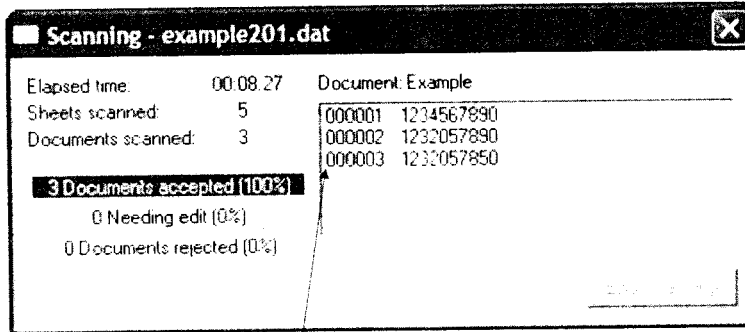 Scanning - example201.dat
Elapsed time: 00:08.27
Sheets scanned: 5
Documents scanned: 3
3 Documents accepted (100%)
0 Needing edit (0%)
0 Documents rejected (0%)
Document: Example
000001 1234567890
000002 1232057890
000003 1232057850